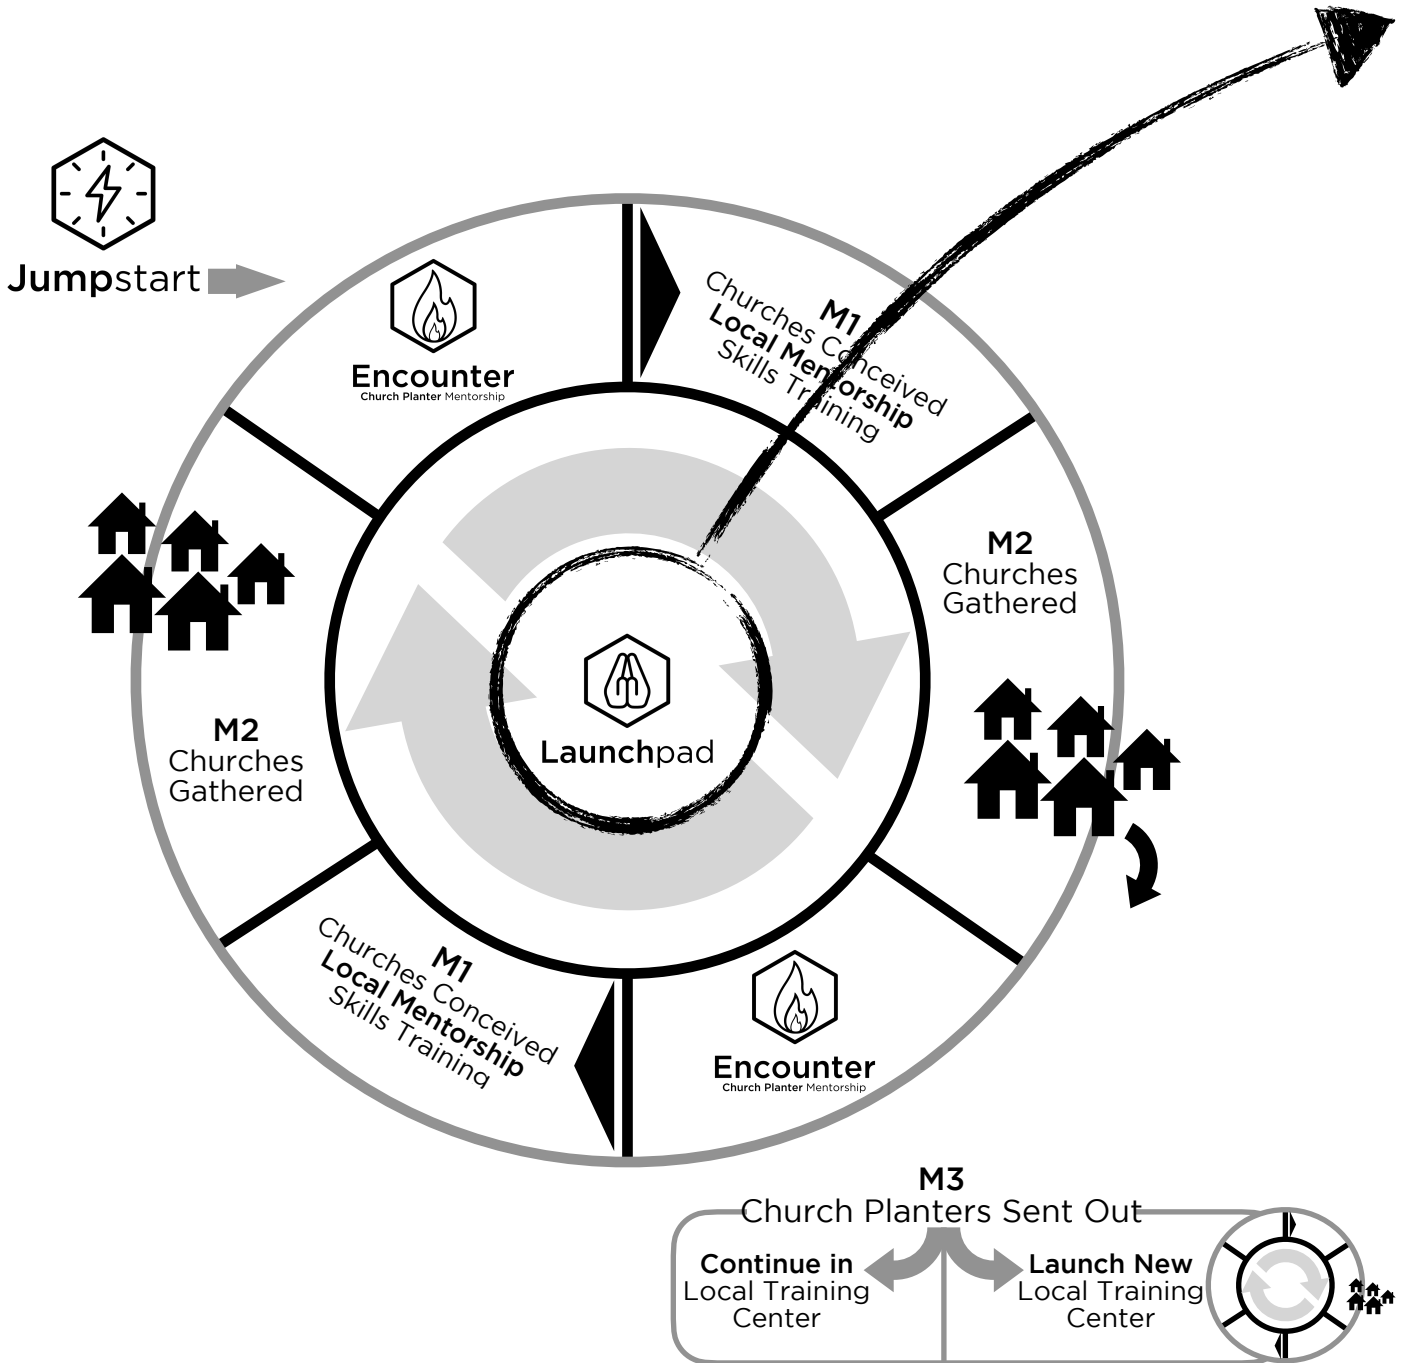 Jumpstart
Encounter
Church Planter Mentorship
M1
Churches Conceived
Local Mentorship
Skills Training
M2
Churches
Gathered
Launchpad
M2
Churches
Gathered
M1
Churches Conceived
Local Mentorship
Skills Training
Encounter
Church Planter Mentorship
M3
Church Planters Sent Out
Continue in
Local Training
Center
Launch New
Local Training
Center